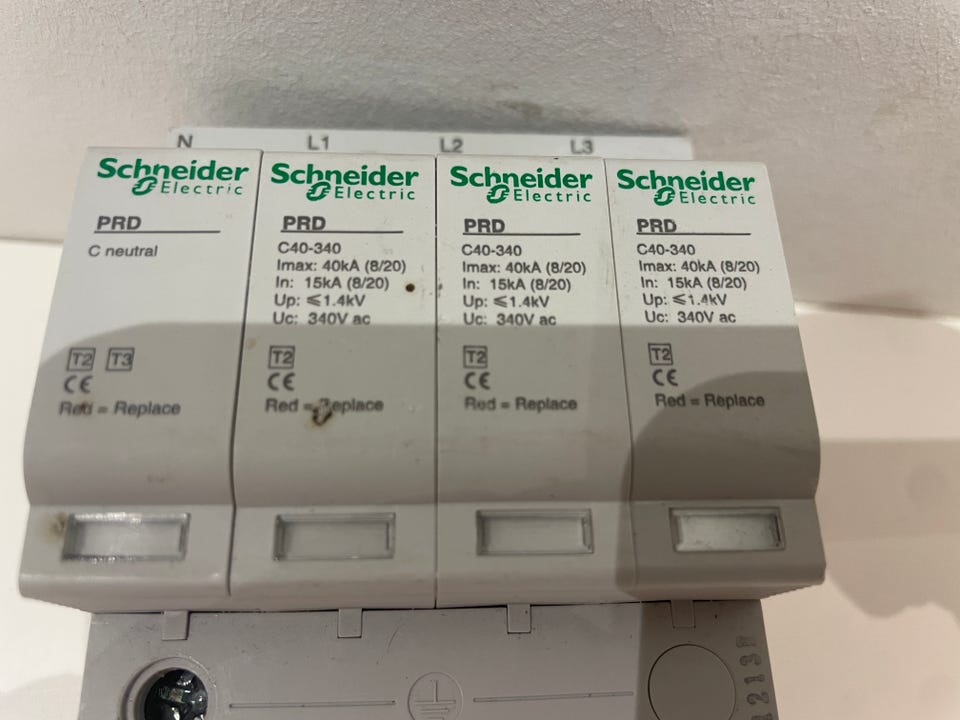 N L1 L2 L3
Schneider
Electric
PRD
C neutral
T2 T3
CE
Red = Replace
Schneider
Electric
PRD
C40-340
Imax: 40kA (8/20)
In: 15kA (8/20)
Up: ≤1.4kV
Uc: 340V ac
T2
CE
Red = Replace
Schneider
Electric
PRD
C40-340
Imax: 40kA (8/20)
In: 15kA (8/20)
Up: ≤1.4kV
Uc: 340V ac
T2
CE
Red = Replace
Schneider
Electric
PRD
C40-340
Imax: 40kA (8/20)
In: 15kA (8/20)
Up: ≤1.4kV
Uc: 340V ac
T2
CE
Red = Replace